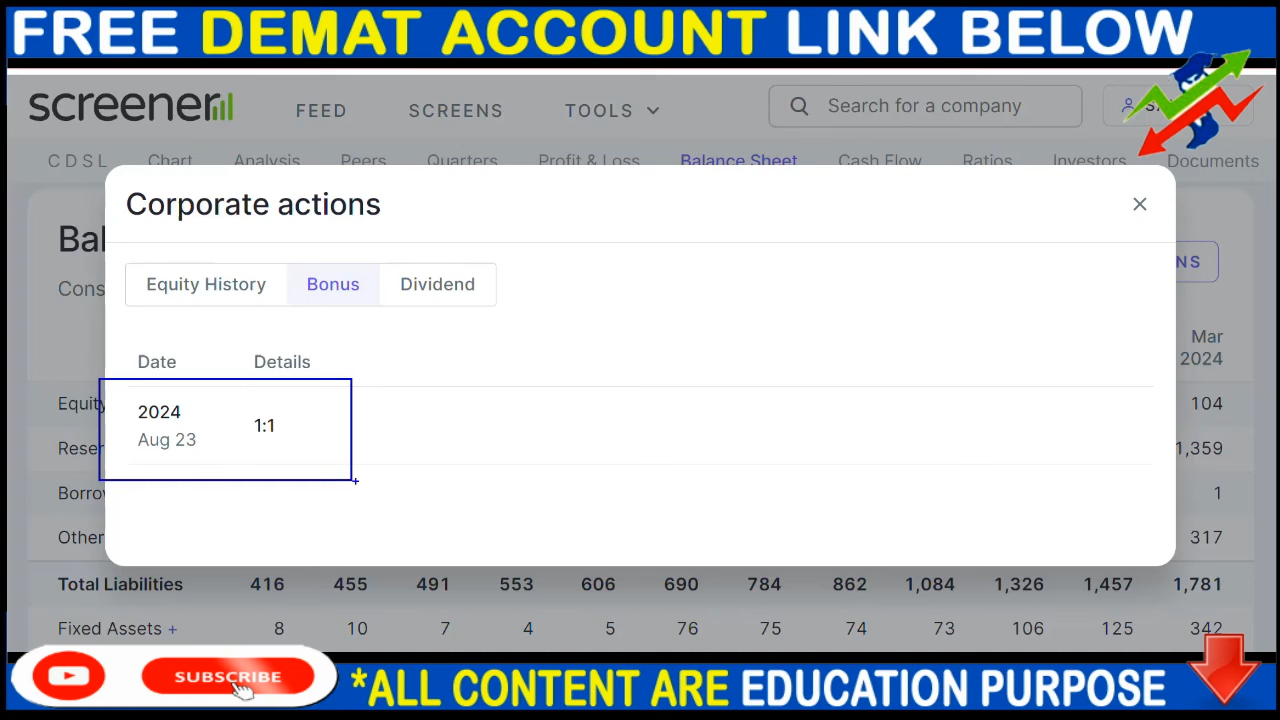 FREE DEMAT ACCOUNT LINK BELOW
screener FEED SCREENS TOOLS Search for a company
C D S L Chart Analysis Peers Quarters Profit & Loss Balance Sheet Cash Flow Ratios Investors Documents
Corporate actions
Equity History Bonus Dividend
Mar
2024
Date Details
104
2024
Aug 23
1:1
1,359
1
317
Total Liabilities 416 455 491 553 606 690 784 862 1,084 1,326 1,457 1,781
Fixed Assets + 8 10 7 4 5 76 75 74 73 106 125 342
SUBSCRIBE
*ALL CONTENT ARE EDUCATION PURPOSE